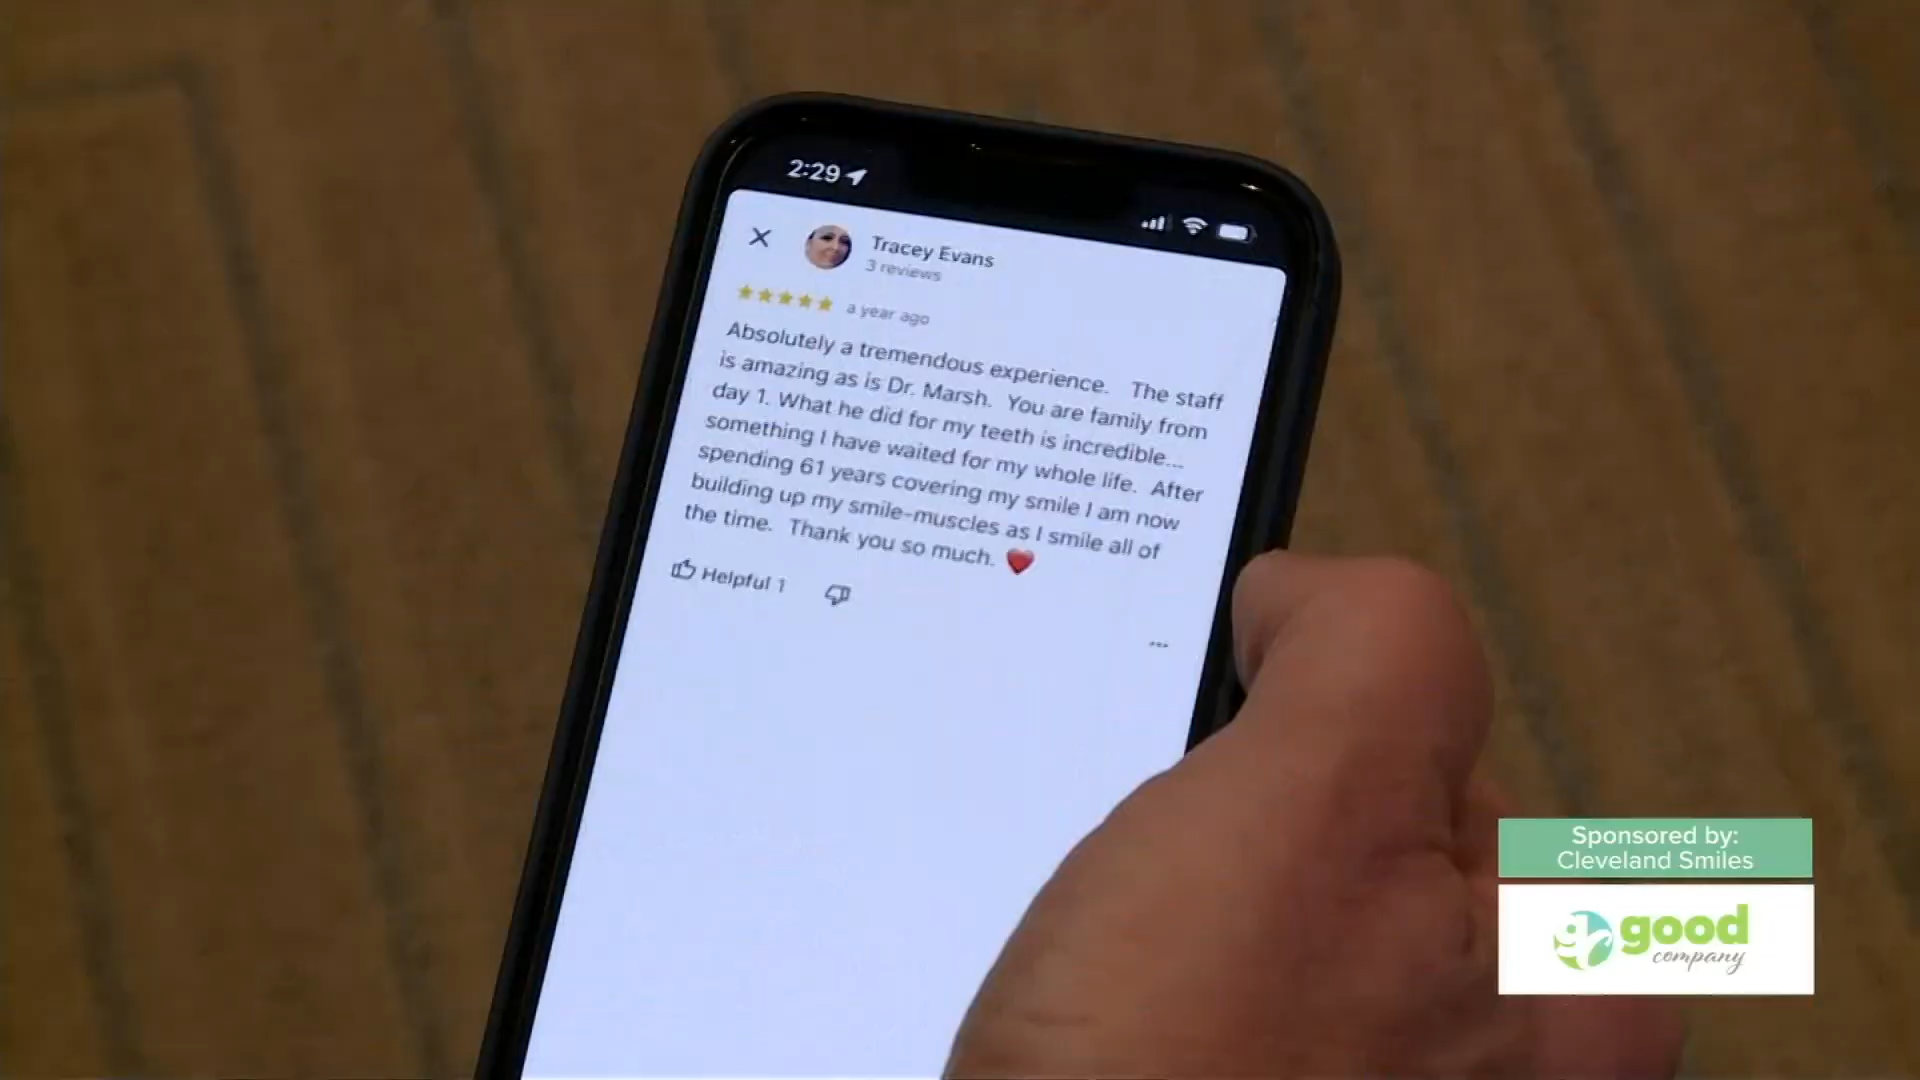 2:29
Tracey Evans
3 reviews
a year ago
Absolutely a tremendous experience. The staff
is amazing as is Dr. Marsh. You are family from
day 1. What he did for my teeth is incredible...
something I have waited for my whole life. After
spending 61 years covering my smile I am now
building up my smile-muscles as I smile all of
the time. Thank you so much. ❤️
Helpful 1
Sponsored by:
Cleveland Smiles
gc good
company